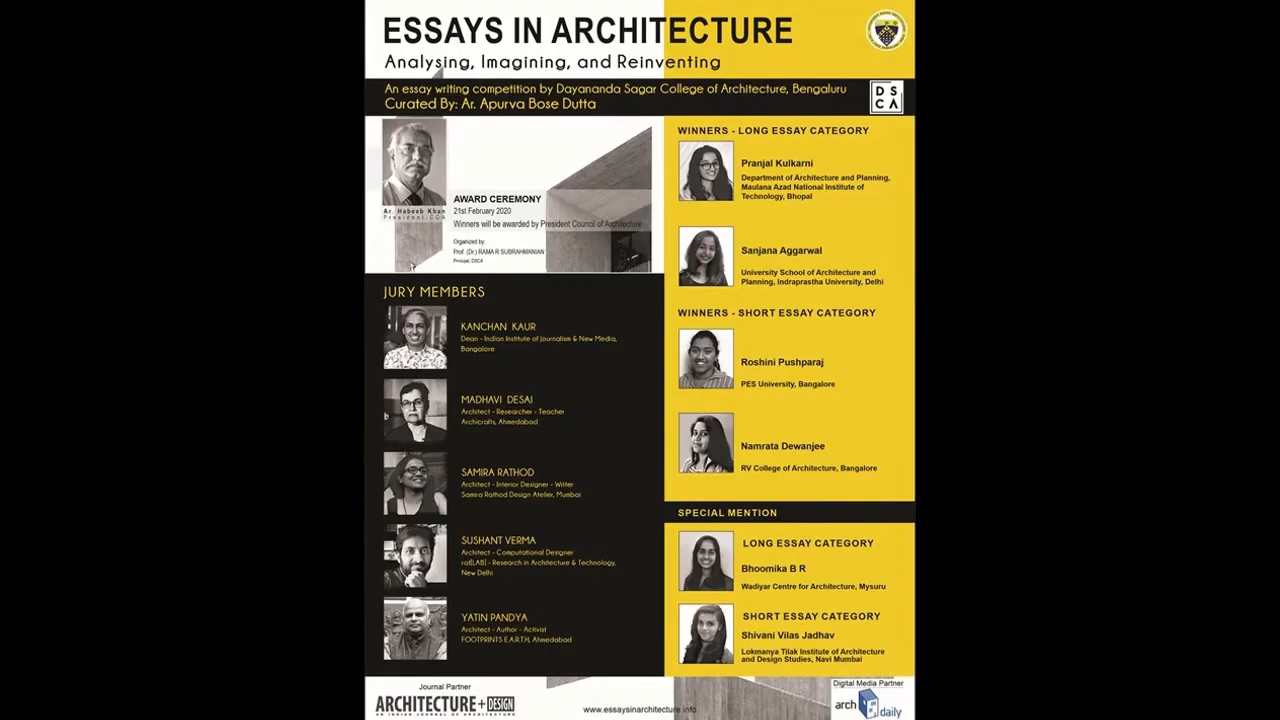 ESSAYS IN ARCHITECTURE
Analysing, Imagining, and Reinventing
An essay writing competition by Dayananda Sagar College of Architecture, Bengaluru
Curated By: Ar. Apurva Bose Dutta
DS
CA
Ar. Habeeb Khan
President-COA
AWARD CEREMONY
21st February 2020
Winners will be awarded by President Council of Architecture
Organized by:
Prof. (Dr.) RAMA R SUBRAHMANIAN
Principal, DSCA
JURY MEMBERS
KANCHAN KAUR
Dean - Indian Institute of Journalism & New Media,
Bangalore
MADHAVI DESAI
Architect - Researcher - Teacher
Archicrafts, Ahmedabad
SAMIRA RATHOD
Architect - Interior Designer - Writer
Samira Rathod Design Atelier, Mumbai
SUSHANT VERMA
Architect - Computational Designer
rat[LAB] - Research in Architecture & Technology,
New Delhi
YATIN PANDYA
Architect - Author - Activist
FOOTPRINTS E.A.R.T.H, Ahmedabad
WINNERS - LONG ESSAY CATEGORY
Pranjal Kulkarni
Department of Architecture and Planning,
Maulana Azad National Institute of
Technology, Bhopal
Sanjana Aggarwal
University School of Architecture and
Planning, Indraprastha University, Delhi
WINNERS - SHORT ESSAY CATEGORY
Roshini Pushparaj
PES University, Bangalore
Namrata Dewanjee
RV College of Architecture, Bangalore
SPECIAL MENTION
LONG ESSAY CATEGORY
Bhoomika B R
Wadiyar Centre for Architecture, Mysuru
SHORT ESSAY CATEGORY
Shivani Vilas Jadhav
Lokmanya Tilak Institute of Architecture
and Design Studies, Navi Mumbai
Journal Partner
ARCHITECTURE+DESIGN
AN INDIAN JOURNAL OF ARCHITECTURE
www.essaysinarchitecture.info
Digital Media Partner
arch daily